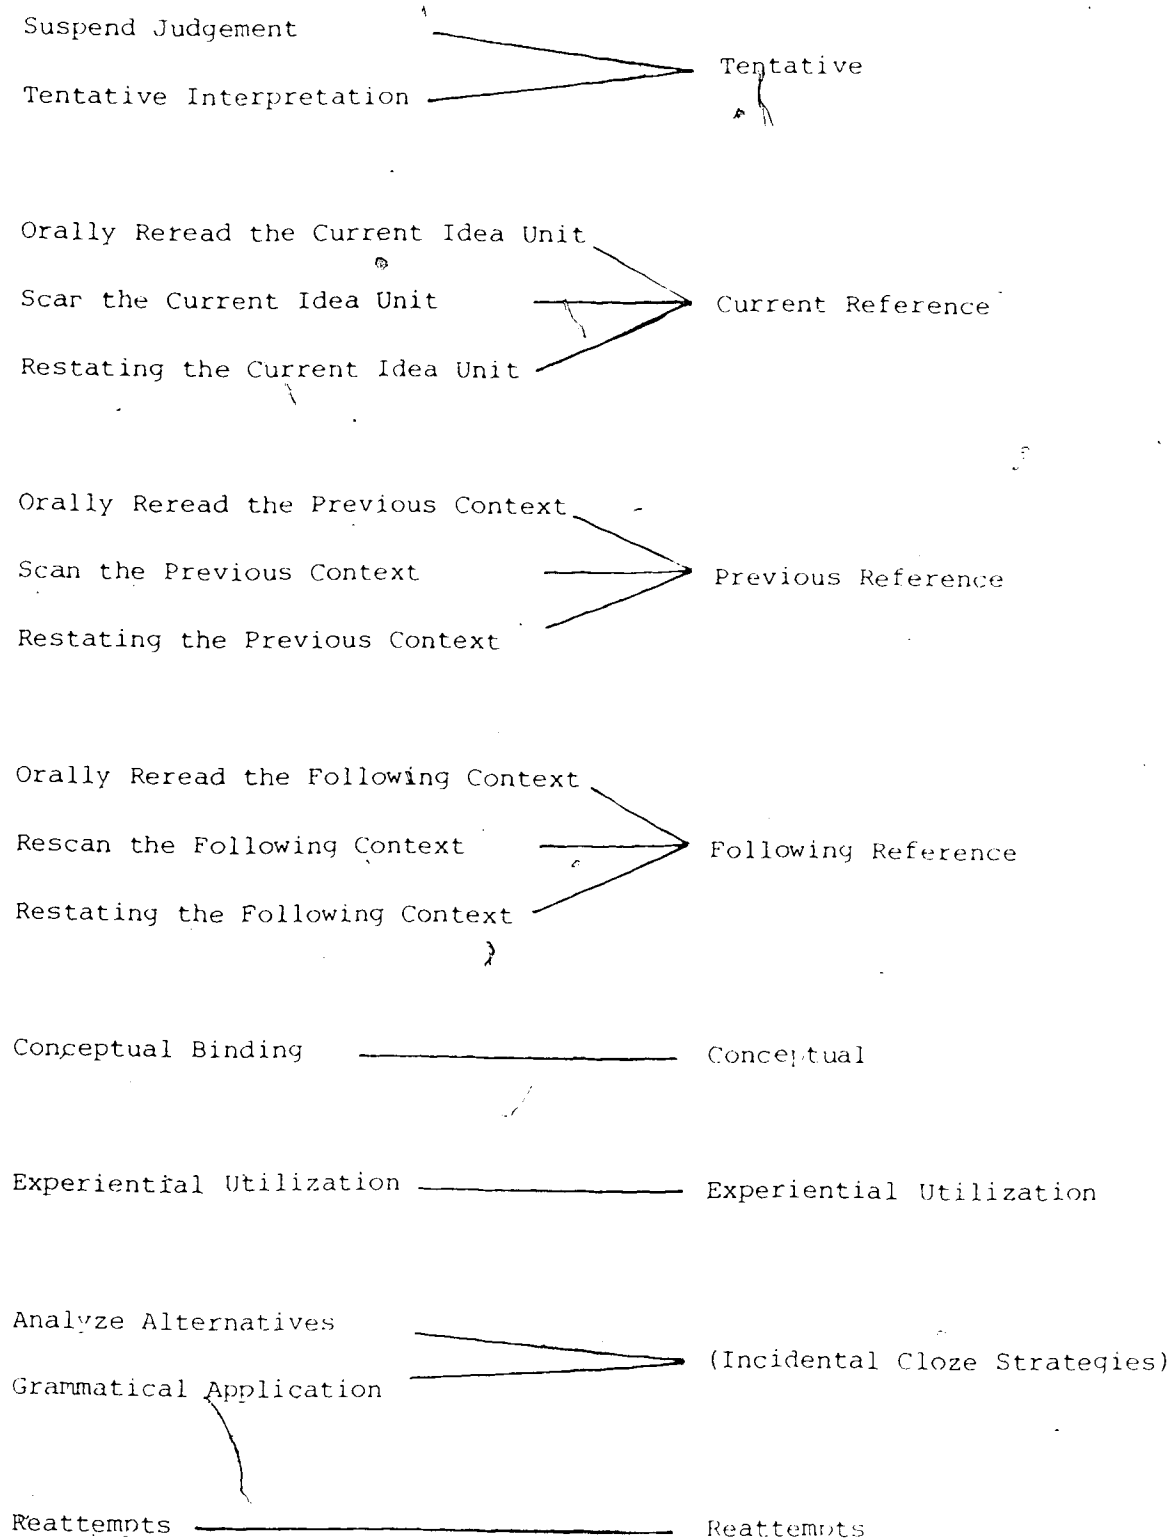 Suspend Judgement
Tentative
Tentative Interpretation
Orally Reread the Current Idea Unit
Scan the Current Idea Unit
Current Reference
Restating the Current Idea Unit
Orally Reread the Previous Context
Scan the Previous Context
Previous Reference
Restating the Previous Context
Orally Reread the Following Context
Rescan the Following Context
Following Reference
Restating the Following Context
Conceptual Binding
Conceptual
Experiential Utilization
Experiential Utilization
Analyze Alternatives
(Incidental Cloze Strategies)
Grammatical Application
Reattempts
Reattempts